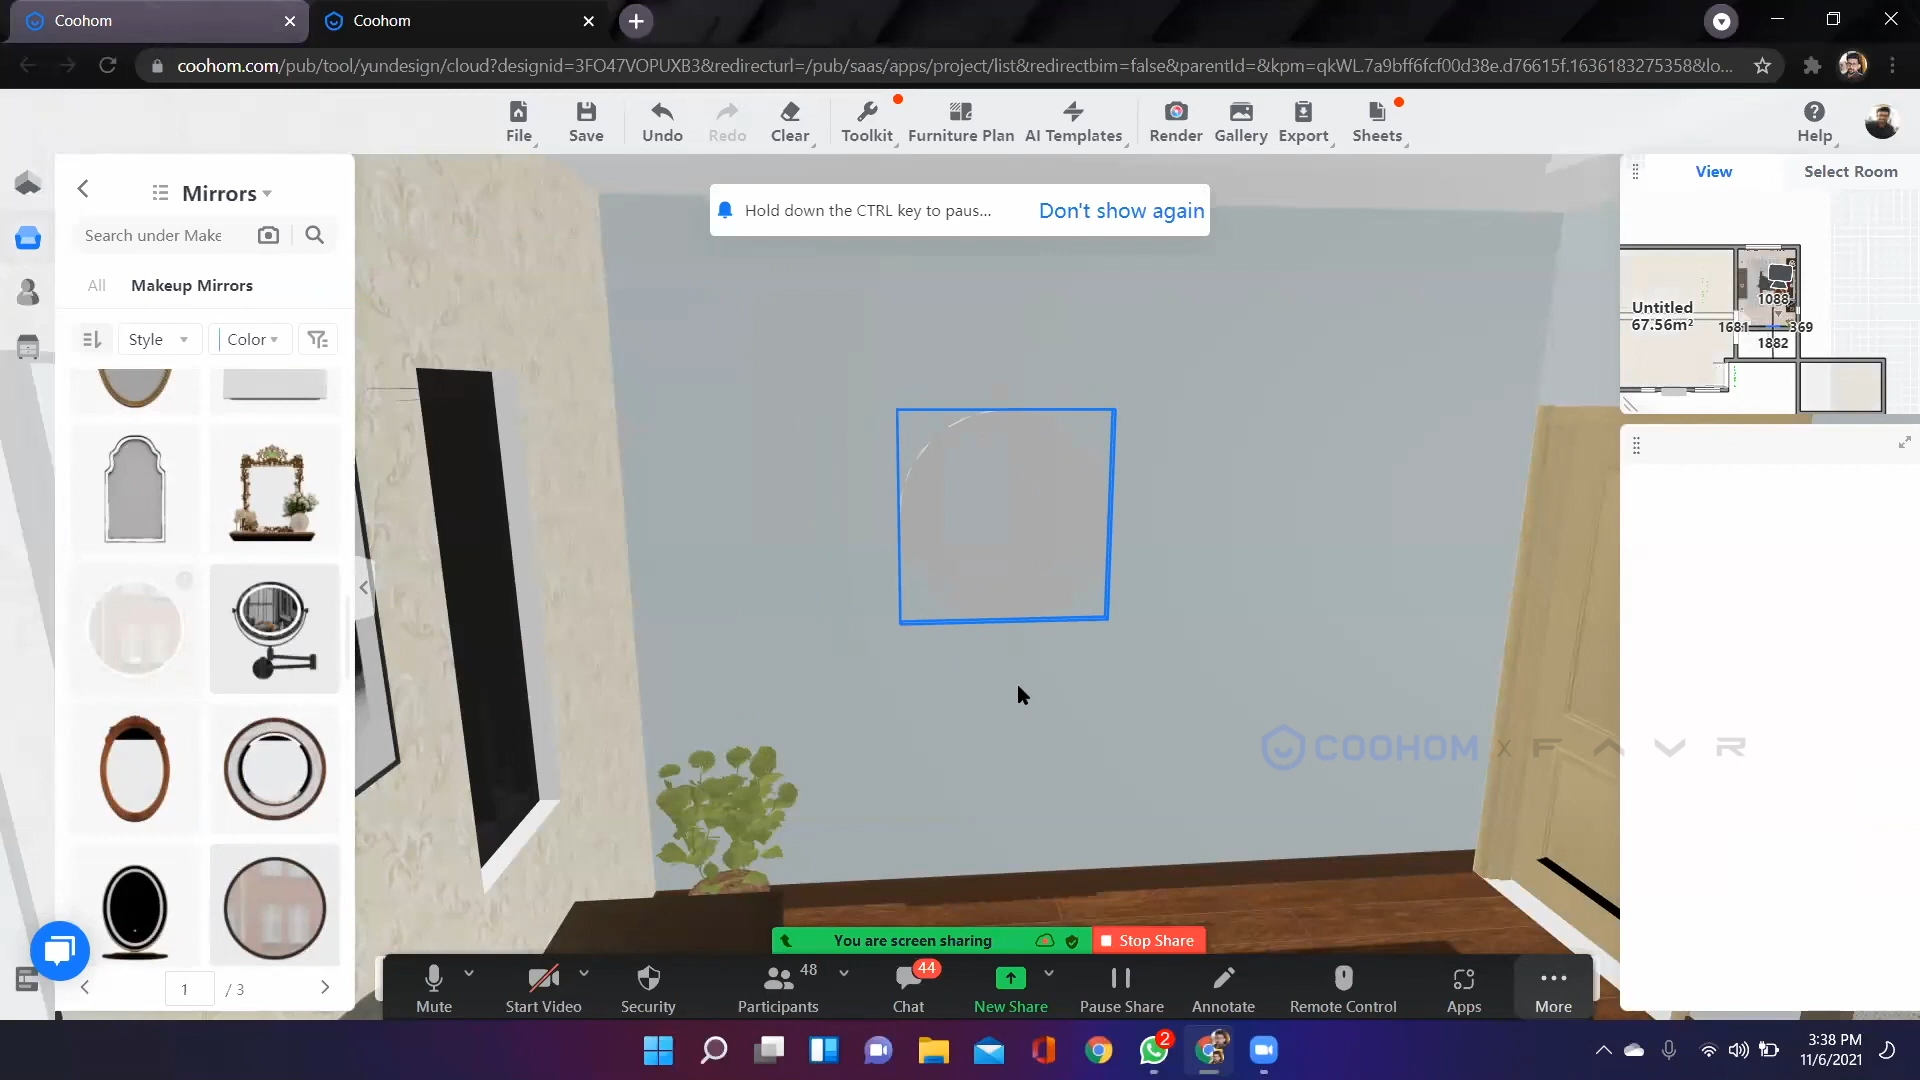 Coohom
Coohom
coohom.com/pub/tool/yundesign/cloud?designid=3FO47VOPUXB3&redirecturl=/pub/saas/apps/project/list&redirectbim=false&parentId=&kpm=qkWL.7a9bff6fcf00d38e.d76615f.1636183275358&lo...
File
Save
Undo
Redo
Clear
Toolkit
Furniture Plan
AI Templates
Render
Gallery
Export
Sheets
Help
Mirrors
Search under Make
All
Makeup Mirrors
Style
Color
Hold down the CTRL key to paus...
Don't show again
View
Select Room
Untitled
67.56m²
1088
1681
369
1882
COOHOM x FAVR
1 / 3
You are screen sharing
Stop Share
48
44
Mute
Start Video
Security
Participants
Chat
New Share
Pause Share
Annotate
Remote Control
Apps
More
2
3:38 PM
11/6/2021